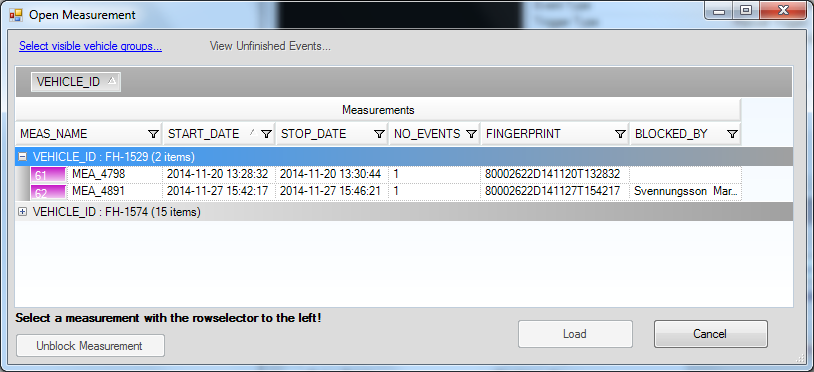 Open Measurement
Select visible vehicle groups... View Unfinished Events...
VEHICLE_ID
Measurements
MEAS_NAME START_DATE STOP_DATE NO_EVENTS FINGERPRINT BLOCKED_BY
VEHICLE_ID : FH-1529 (2 items)
61 MEA_4798 2014-11-20 13:28:32 2014-11-20 13:30:44 1 80002622D141120T132832
62 MEA_4891 2014-11-27 15:42:17 2014-11-27 15:46:21 1 80002622D141127T154217 Svennungsson Mar...
VEHICLE_ID : FH-1574 (15 items)
Select a measurement with the rowselector to the left!
Unblock Measurement Load Cancel